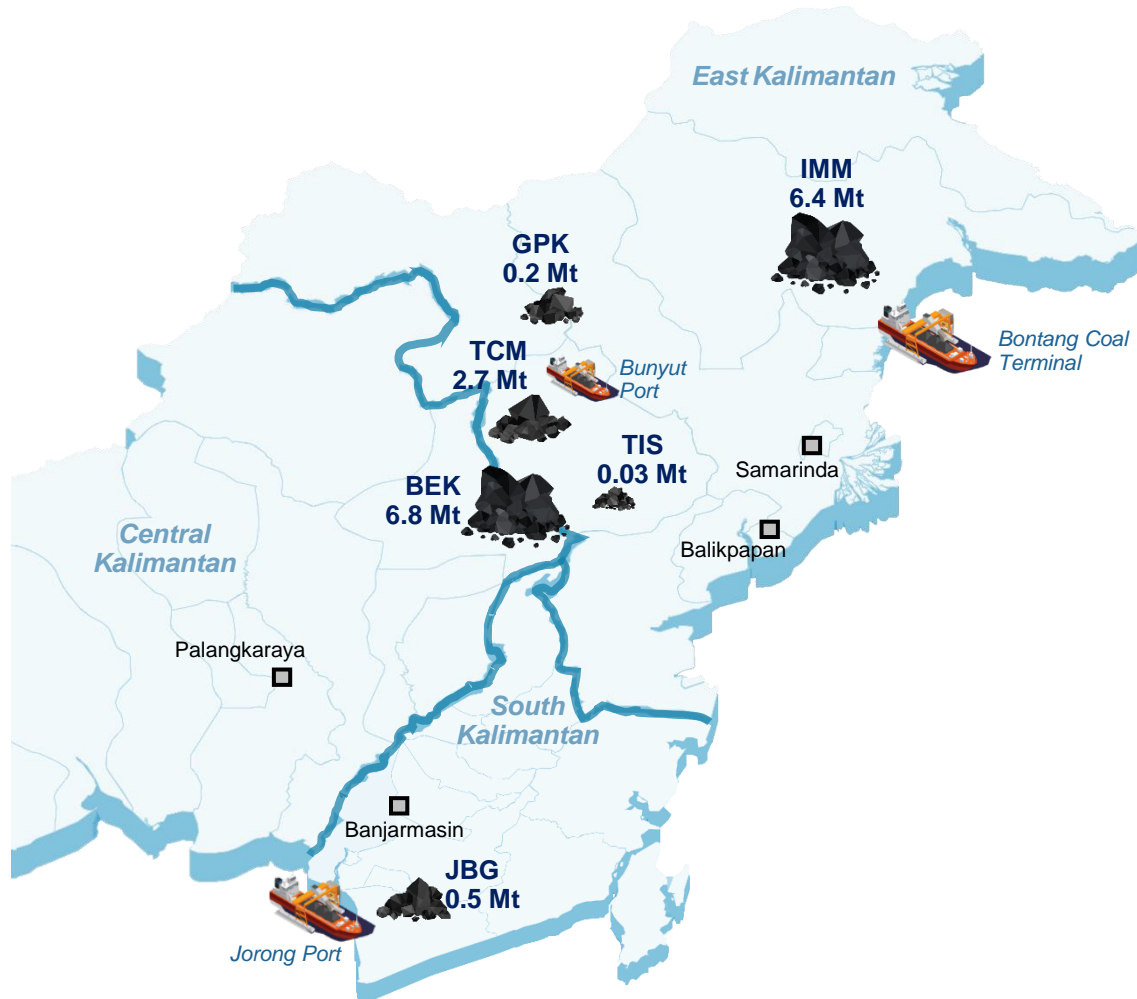 East Kalimantan
IMM
6.4 Mt
GPK
0.2 Mt
Bontang Coal
Terminal
TCM
2.7 Mt
Bunyut
Port
TIS
0.03 Mt
Samarinda
BEK
6.8 Mt
Balikpapan
Central
Kalimantan
Palangkaraya
South
Kalimantan
Banjarmasin
JBG
0.5 Mt
Jorong Port